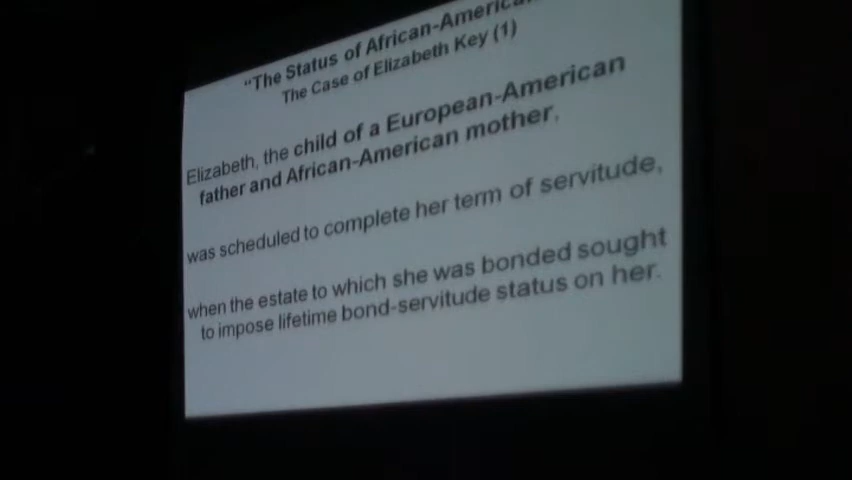 "The Status of African-America
The Case of Elizabeth Key (1)
Elizabeth, the child of a European-American
father and African-American mother,
was scheduled to complete her term of servitude,
when the estate to which she was bonded sought
to impose lifetime bond-servitude status on her.